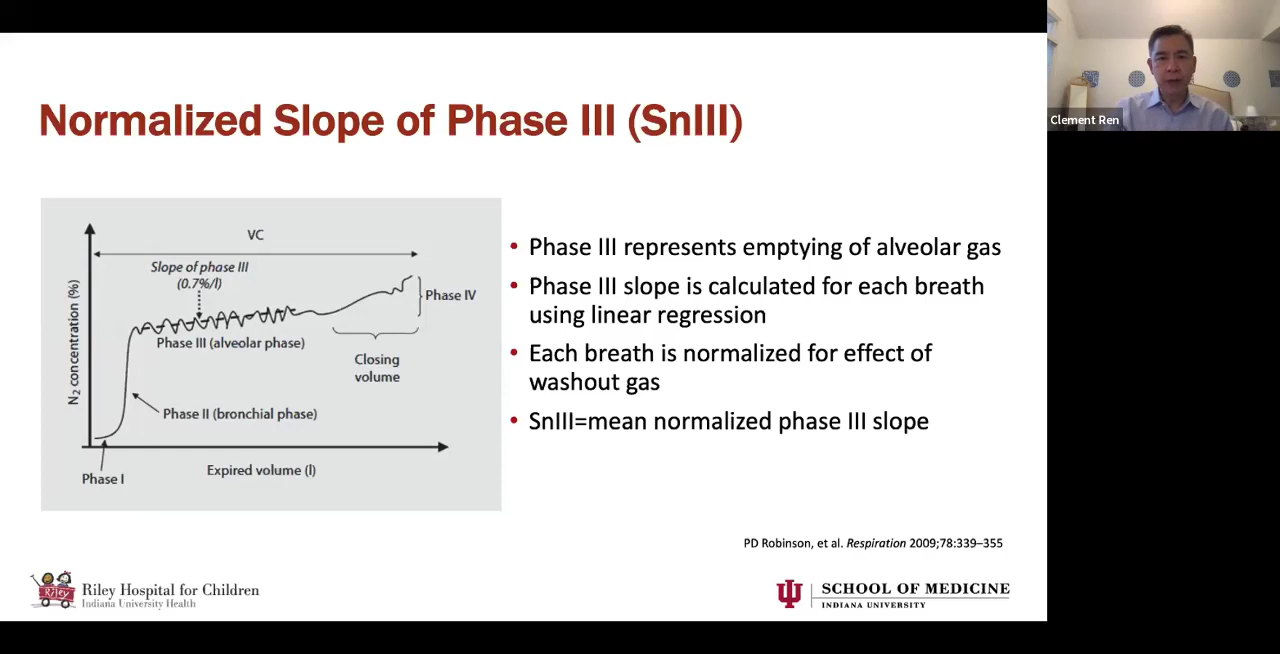 Normalized Slope of Phase III (SnIII)
VC
Slope of phase III
(0.7%/l)
Phase IV
N2 concentration (%)
Phase III (alveolar phase)
Closing
volume
Phase II (bronchial phase)
Phase I
Expired volume (l)
• Phase III represents emptying of alveolar gas
• Phase III slope is calculated for each breath
using linear regression
• Each breath is normalized for effect of
washout gas
• SnIII=mean normalized phase III slope
PD Robinson, et al. Respiration 2009;78:339–355
Riley
Riley Hospital for Children
Indiana University Health
SCHOOL OF MEDICINE
INDIANA UNIVERSITY
Clement Ren